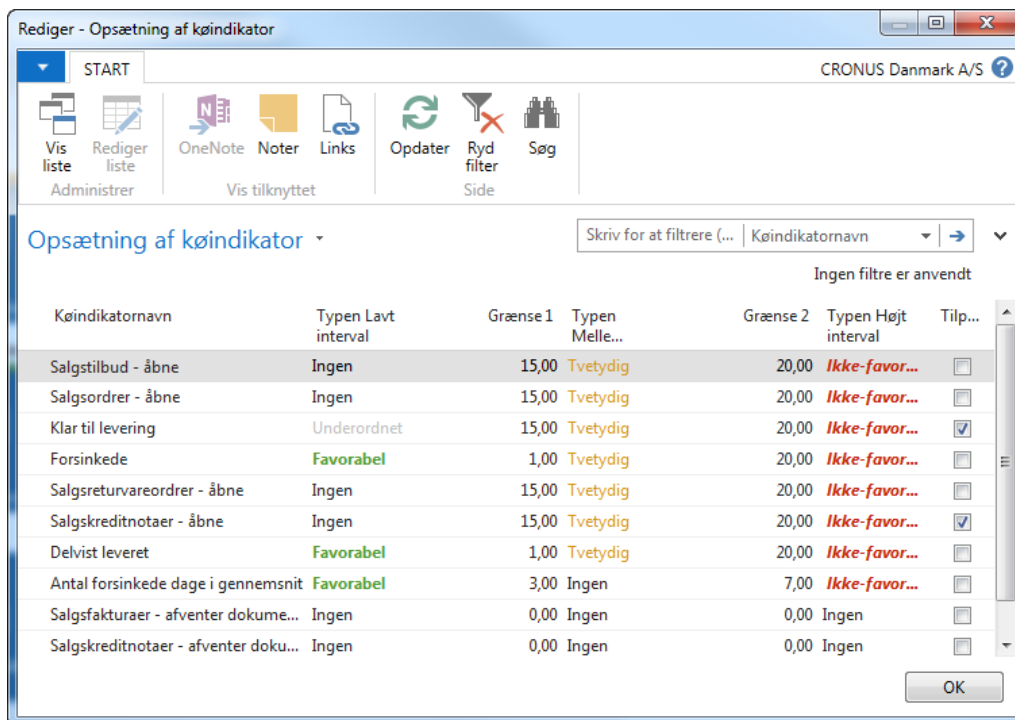 Rediger - Opsætning af køindikator
START
CRONUS Danmark A/S
Vis liste
Rediger liste
OneNote
Noter
Links
Opdater
Ryd filter
Søg
Administrer
Vis tilknyttet
Side
Opsætning af køindikator
Skriv for at filtrere (... Køindikatornavn
Ingen filtre er anvendt
Køindikatornavn Typen Lavt interval Grænse 1 Typen Melle... Grænse 2 Typen Højt interval Tilp...
Salgstilbud - åbne Ingen 15,00 Tvetydig 20,00 Ikke-favor...
Salgsordrer - åbne Ingen 15,00 Tvetydig 20,00 Ikke-favor...
Klar til levering Underordnet 15,00 Tvetydig 20,00 Ikke-favor...
Forsinkede Favorabel 1,00 Tvetydig 20,00 Ikke-favor...
Salgsreturvareordrer - åbne Ingen 15,00 Tvetydig 20,00 Ikke-favor...
Salgskreditnotaer - åbne Ingen 15,00 Tvetydig 20,00 Ikke-favor...
Delvist leveret Favorabel 1,00 Tvetydig 20,00 Ikke-favor...
Antal forsinkede dage i gennemsnit Favorabel 3,00 Ingen 7,00 Ikke-favor...
Salgsfakturaer - afventer dokume... Ingen 0,00 Ingen 0,00 Ingen
Salgskreditnotaer - afventer doku... Ingen 0,00 Ingen 0,00 Ingen
OK